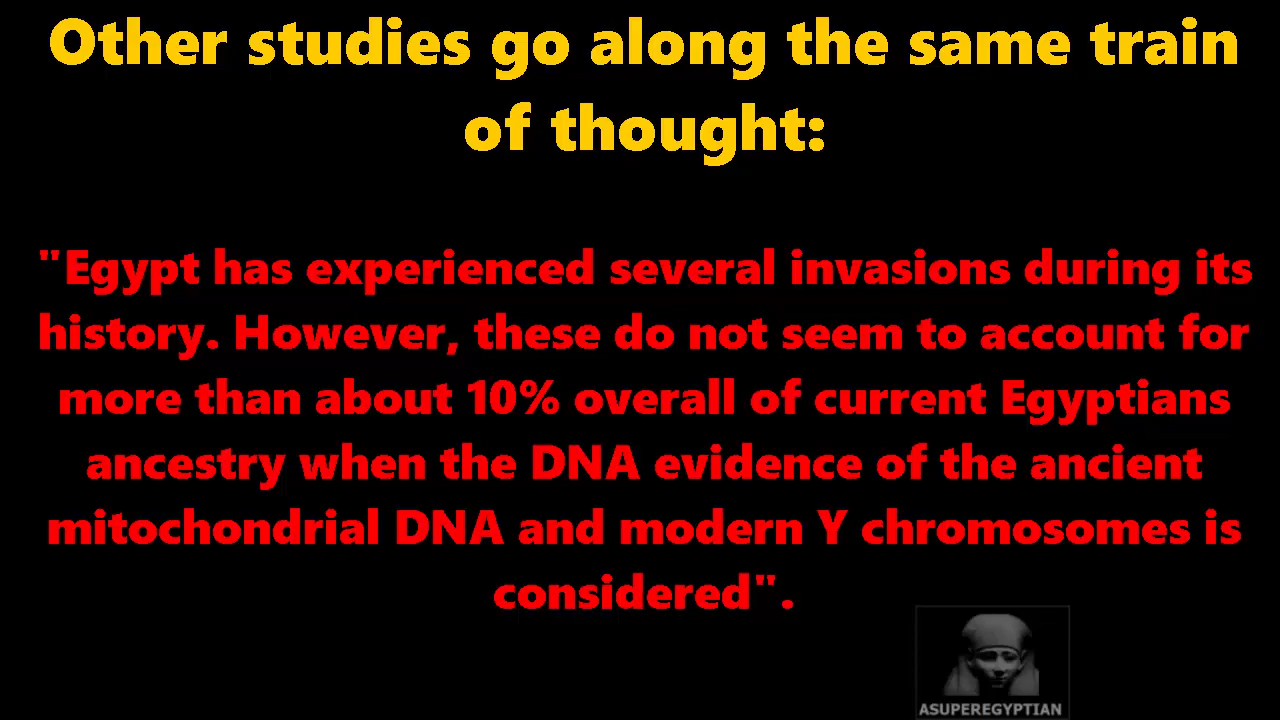 Other studies go along the same train
of thought:
"Egypt has experienced several invasions during its
history. However, these do not seem to account for
more than about 10% overall of current Egyptians
ancestry when the DNA evidence of the ancient
mitochondrial DNA and modern Y chromosomes is
considered".
ASUPEREGYPTIAN